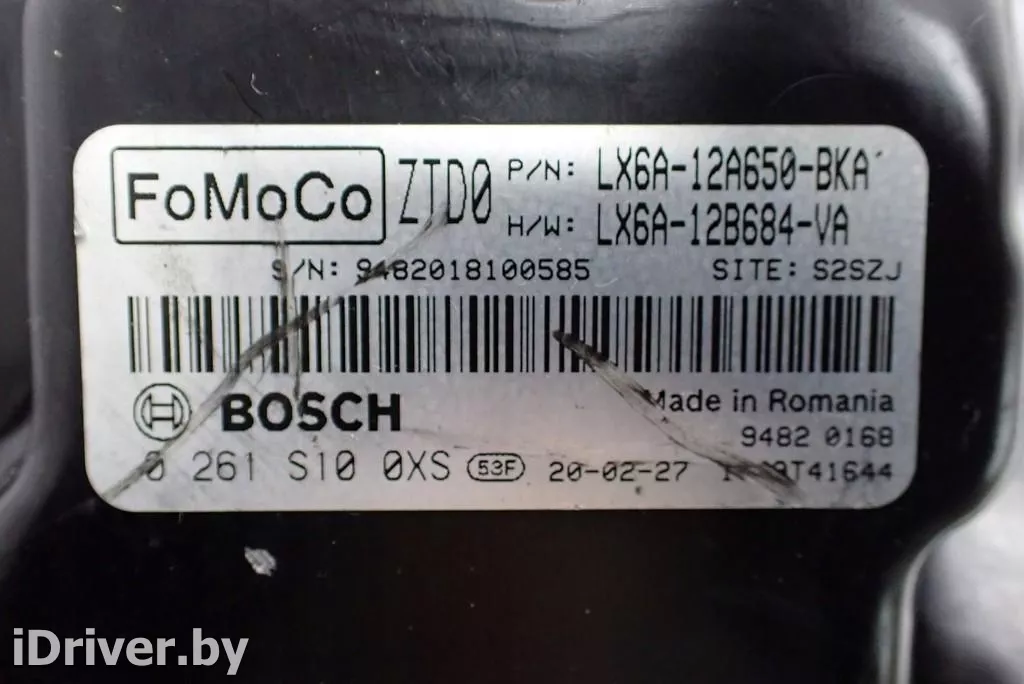 FoMoCo ZTD0 P/N: LX6A-12A650-BKA
H/W: LX6A-12B684-VA
S/N: 9482018100585 SITE: S2SZJ
BOSCH Made in Romania
9482 0168
0 261 S10 0XS 53F 20-02-27
iDriver.by